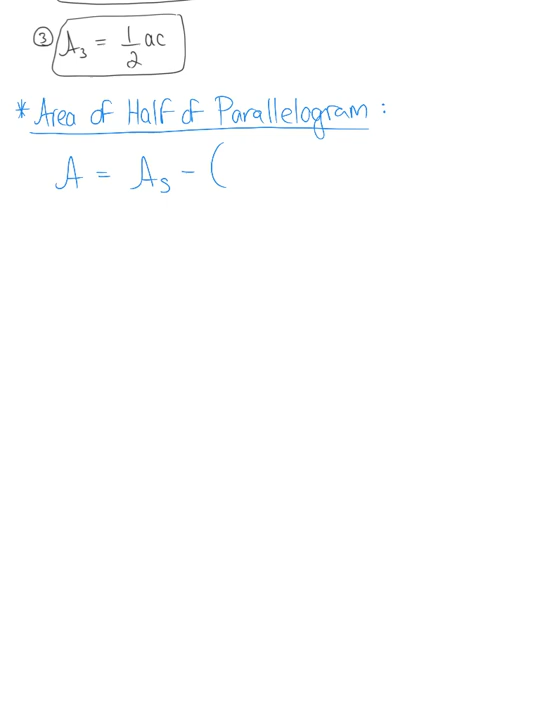 ③ A₃ = 1/2 ac
* Area of Half of Parallelogram :
A = Aₛ - (